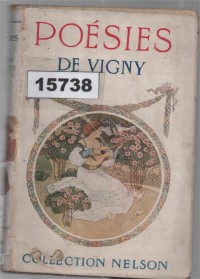 POÉSIES
DE VIGNY
15738
COLLECTION NELSON